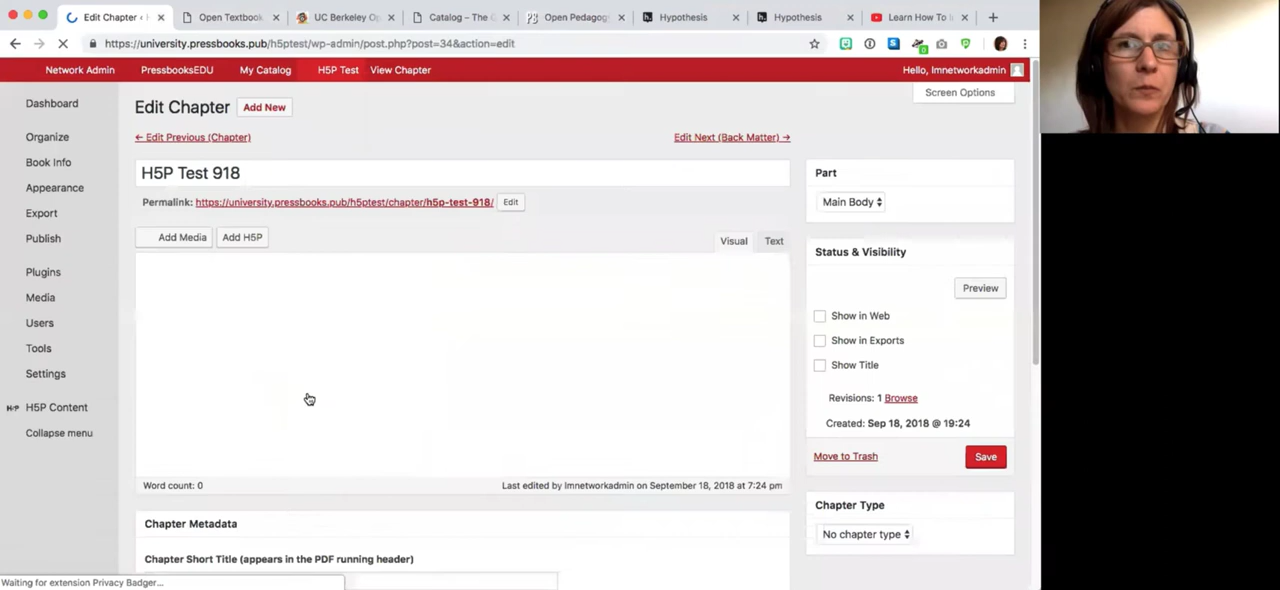 Edit Chapter ‹
Open Textbook
UC Berkeley Op
Catalog – The C
Open Pedagog
Hypothesis
Hypothesis
Learn How To I
https://university.pressbooks.pub/h5ptest/wp-admin/post.php?post=34&action=edit
Network Admin
PressbooksEDU
My Catalog
H5P Test
View Chapter
Hello, lmnetworkadmin
Dashboard
Organize
Book Info
Appearance
Export
Publish
Plugins
Media
Users
Tools
Settings
H5P Content
Collapse menu
Edit Chapter
Add New
Screen Options
← Edit Previous (Chapter)
Edit Next (Back Matter) →
H5P Test 918
Permalink: https://university.pressbooks.pub/h5ptest/chapter/h5p-test-918/
Edit
Add Media
Add H5P
Visual
Text
Word count: 0
Last edited by lmnetworkadmin on September 18, 2018 at 7:24 pm
Chapter Metadata
Chapter Short Title (appears in the PDF running header)
Part
Main Body
Status & Visibility
Preview
Show in Web
Show in Exports
Show Title
Revisions: 1 Browse
Created: Sep 18, 2018 @ 19:24
Move to Trash
Save
Chapter Type
No chapter type
Waiting for extension Privacy Badger...